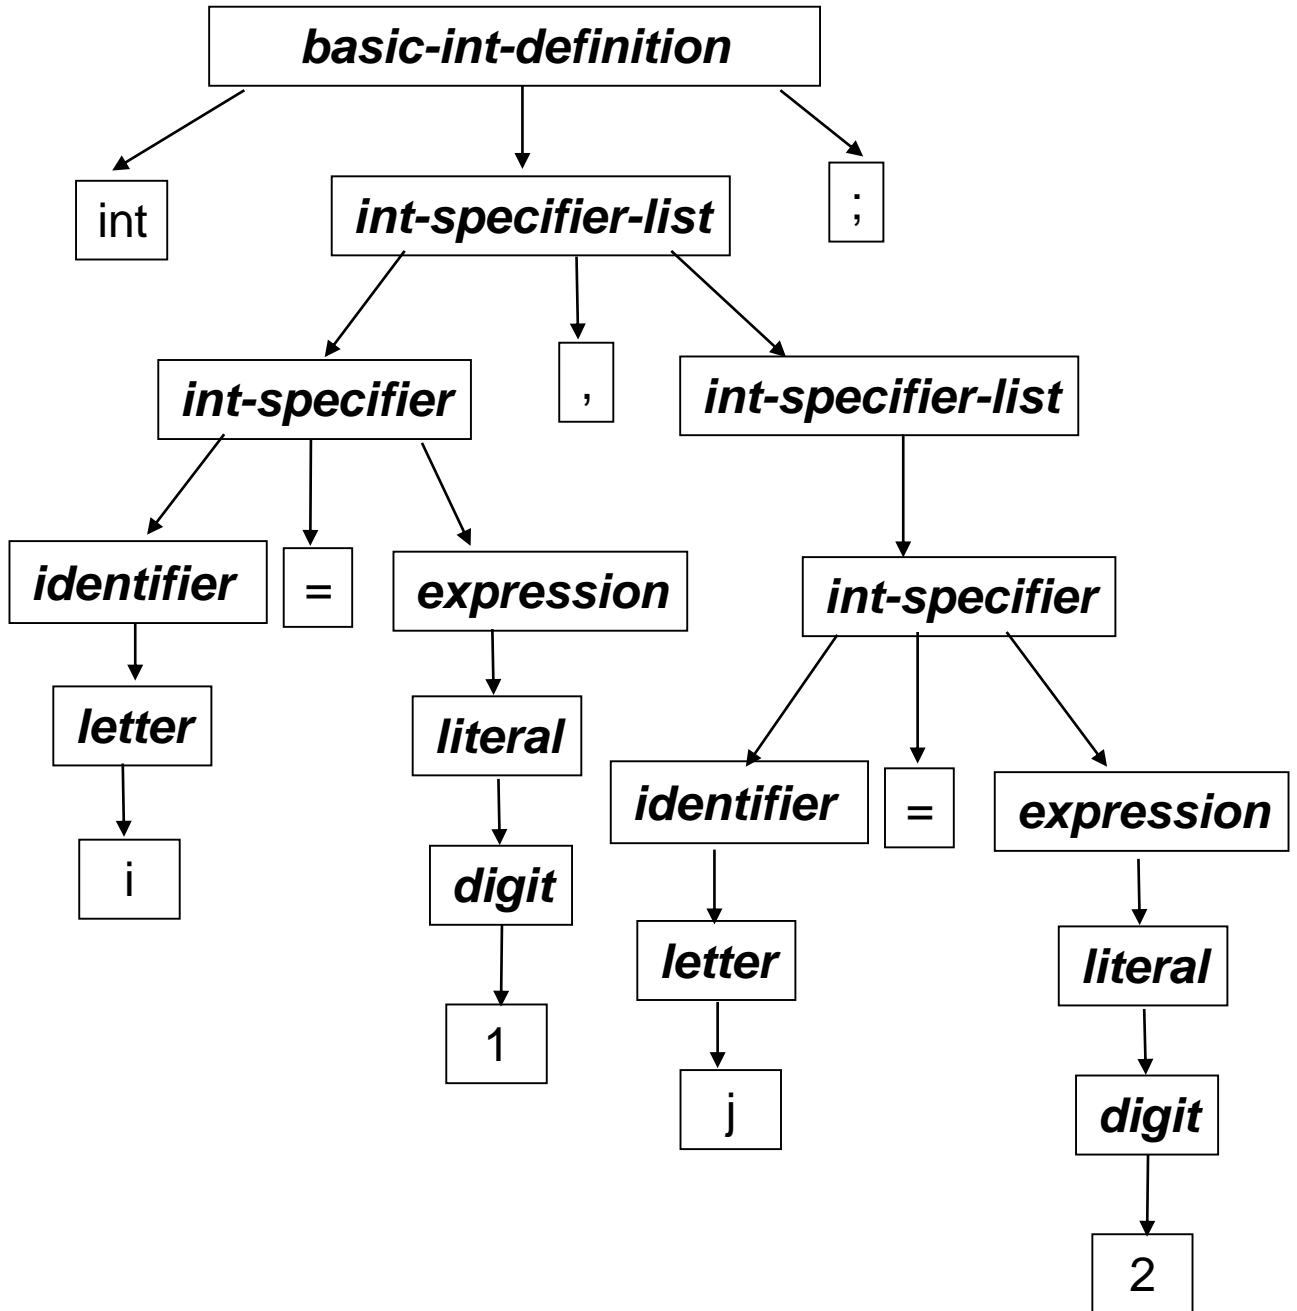 basic-int-definition
int
int-specifier-list
;
int-specifier
,
int-specifier-list
identifier
=
expression
int-specifier
letter
literal
identifier
=
expression
i
digit
letter
literal
1
j
digit
2